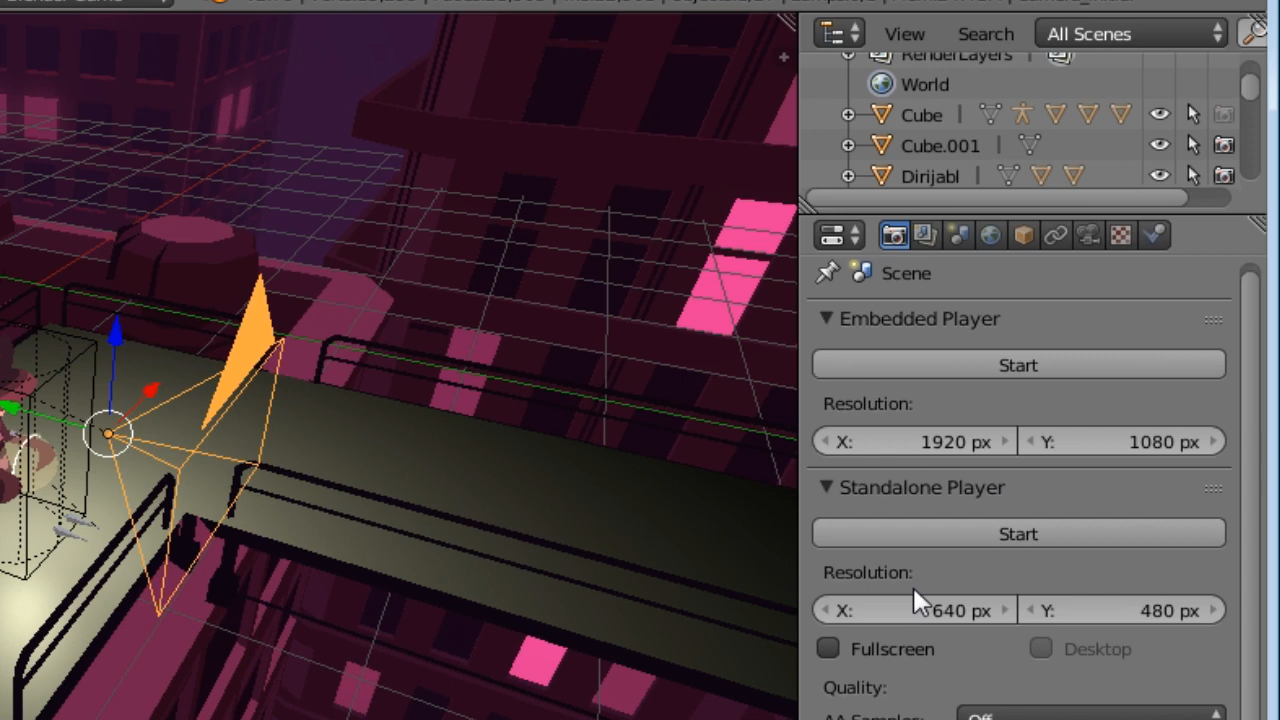 View Search All Scenes
RenderLayers |
World
Cube |
Cube.001 |
Dirijabl |
Scene
Embedded Player
Start
Resolution:
X: 1920 px Y: 1080 px
Standalone Player
Start
Resolution:
X: 640 px Y: 480 px
Fullscreen Desktop
Quality:
AA Samples: Off